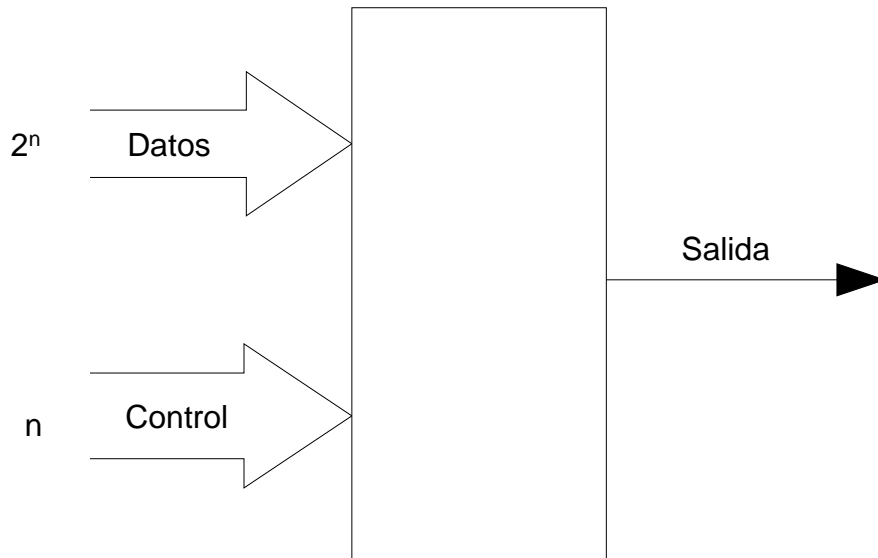 2ⁿ
Datos
Salida
n
Control